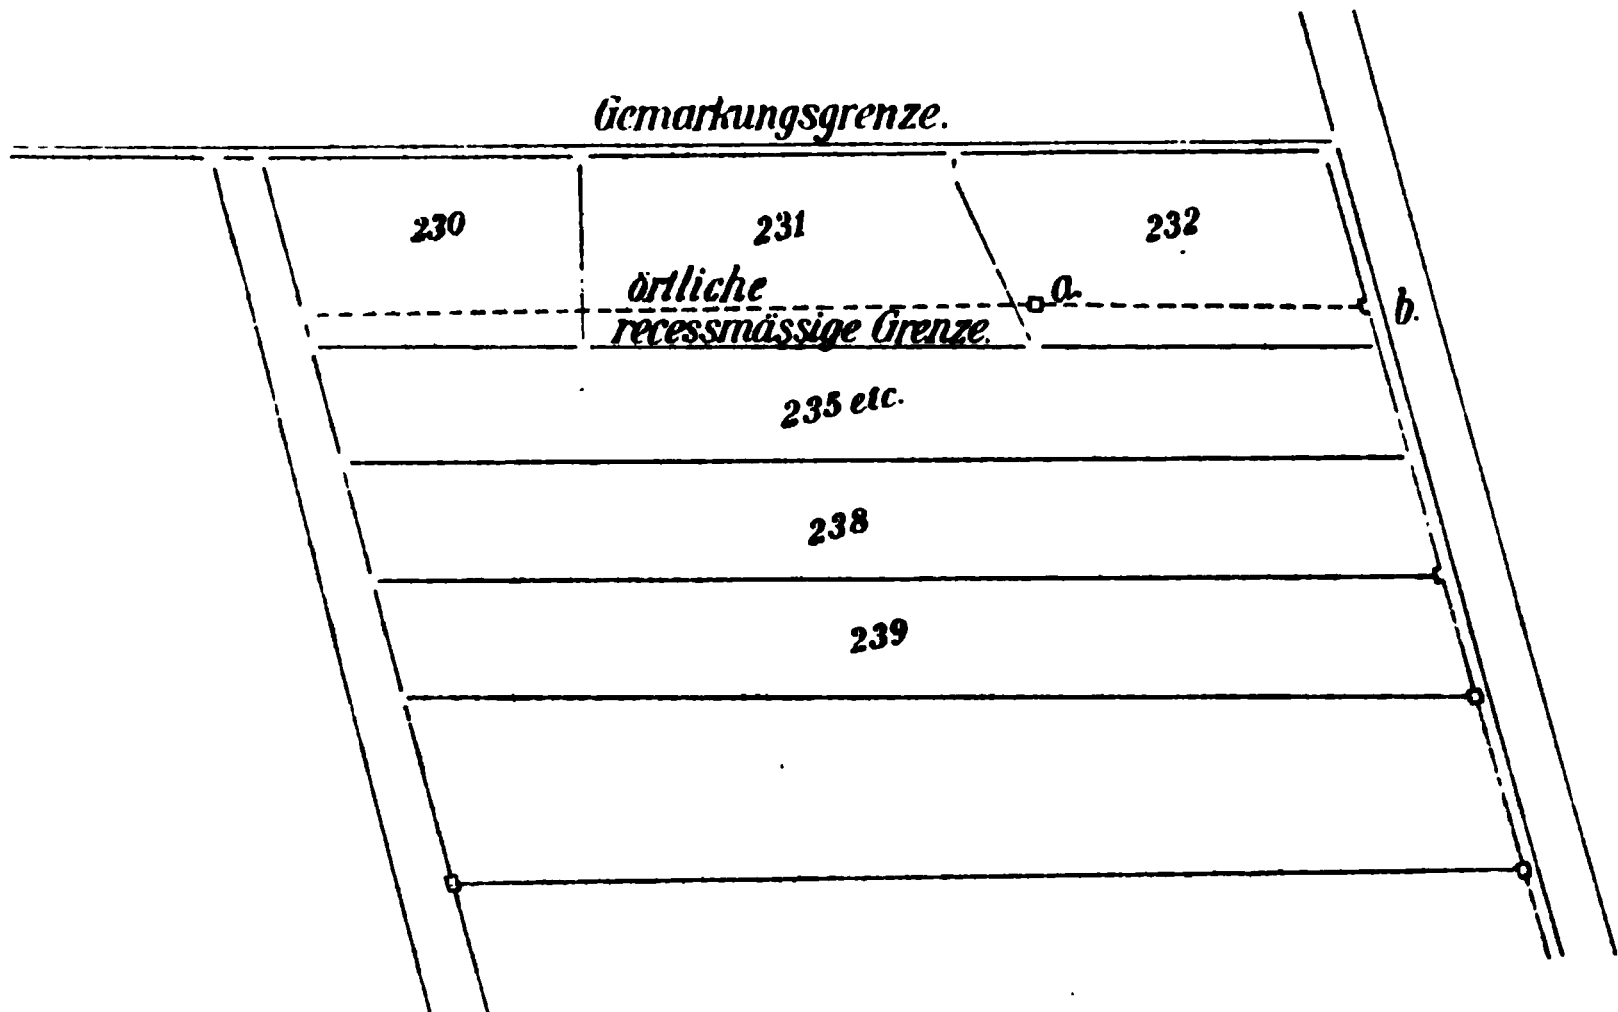 Gemarkungsgrenze.
230
231
232
örtliche
a.
b.
recessmässige Grenze.
235 etc.
238
239